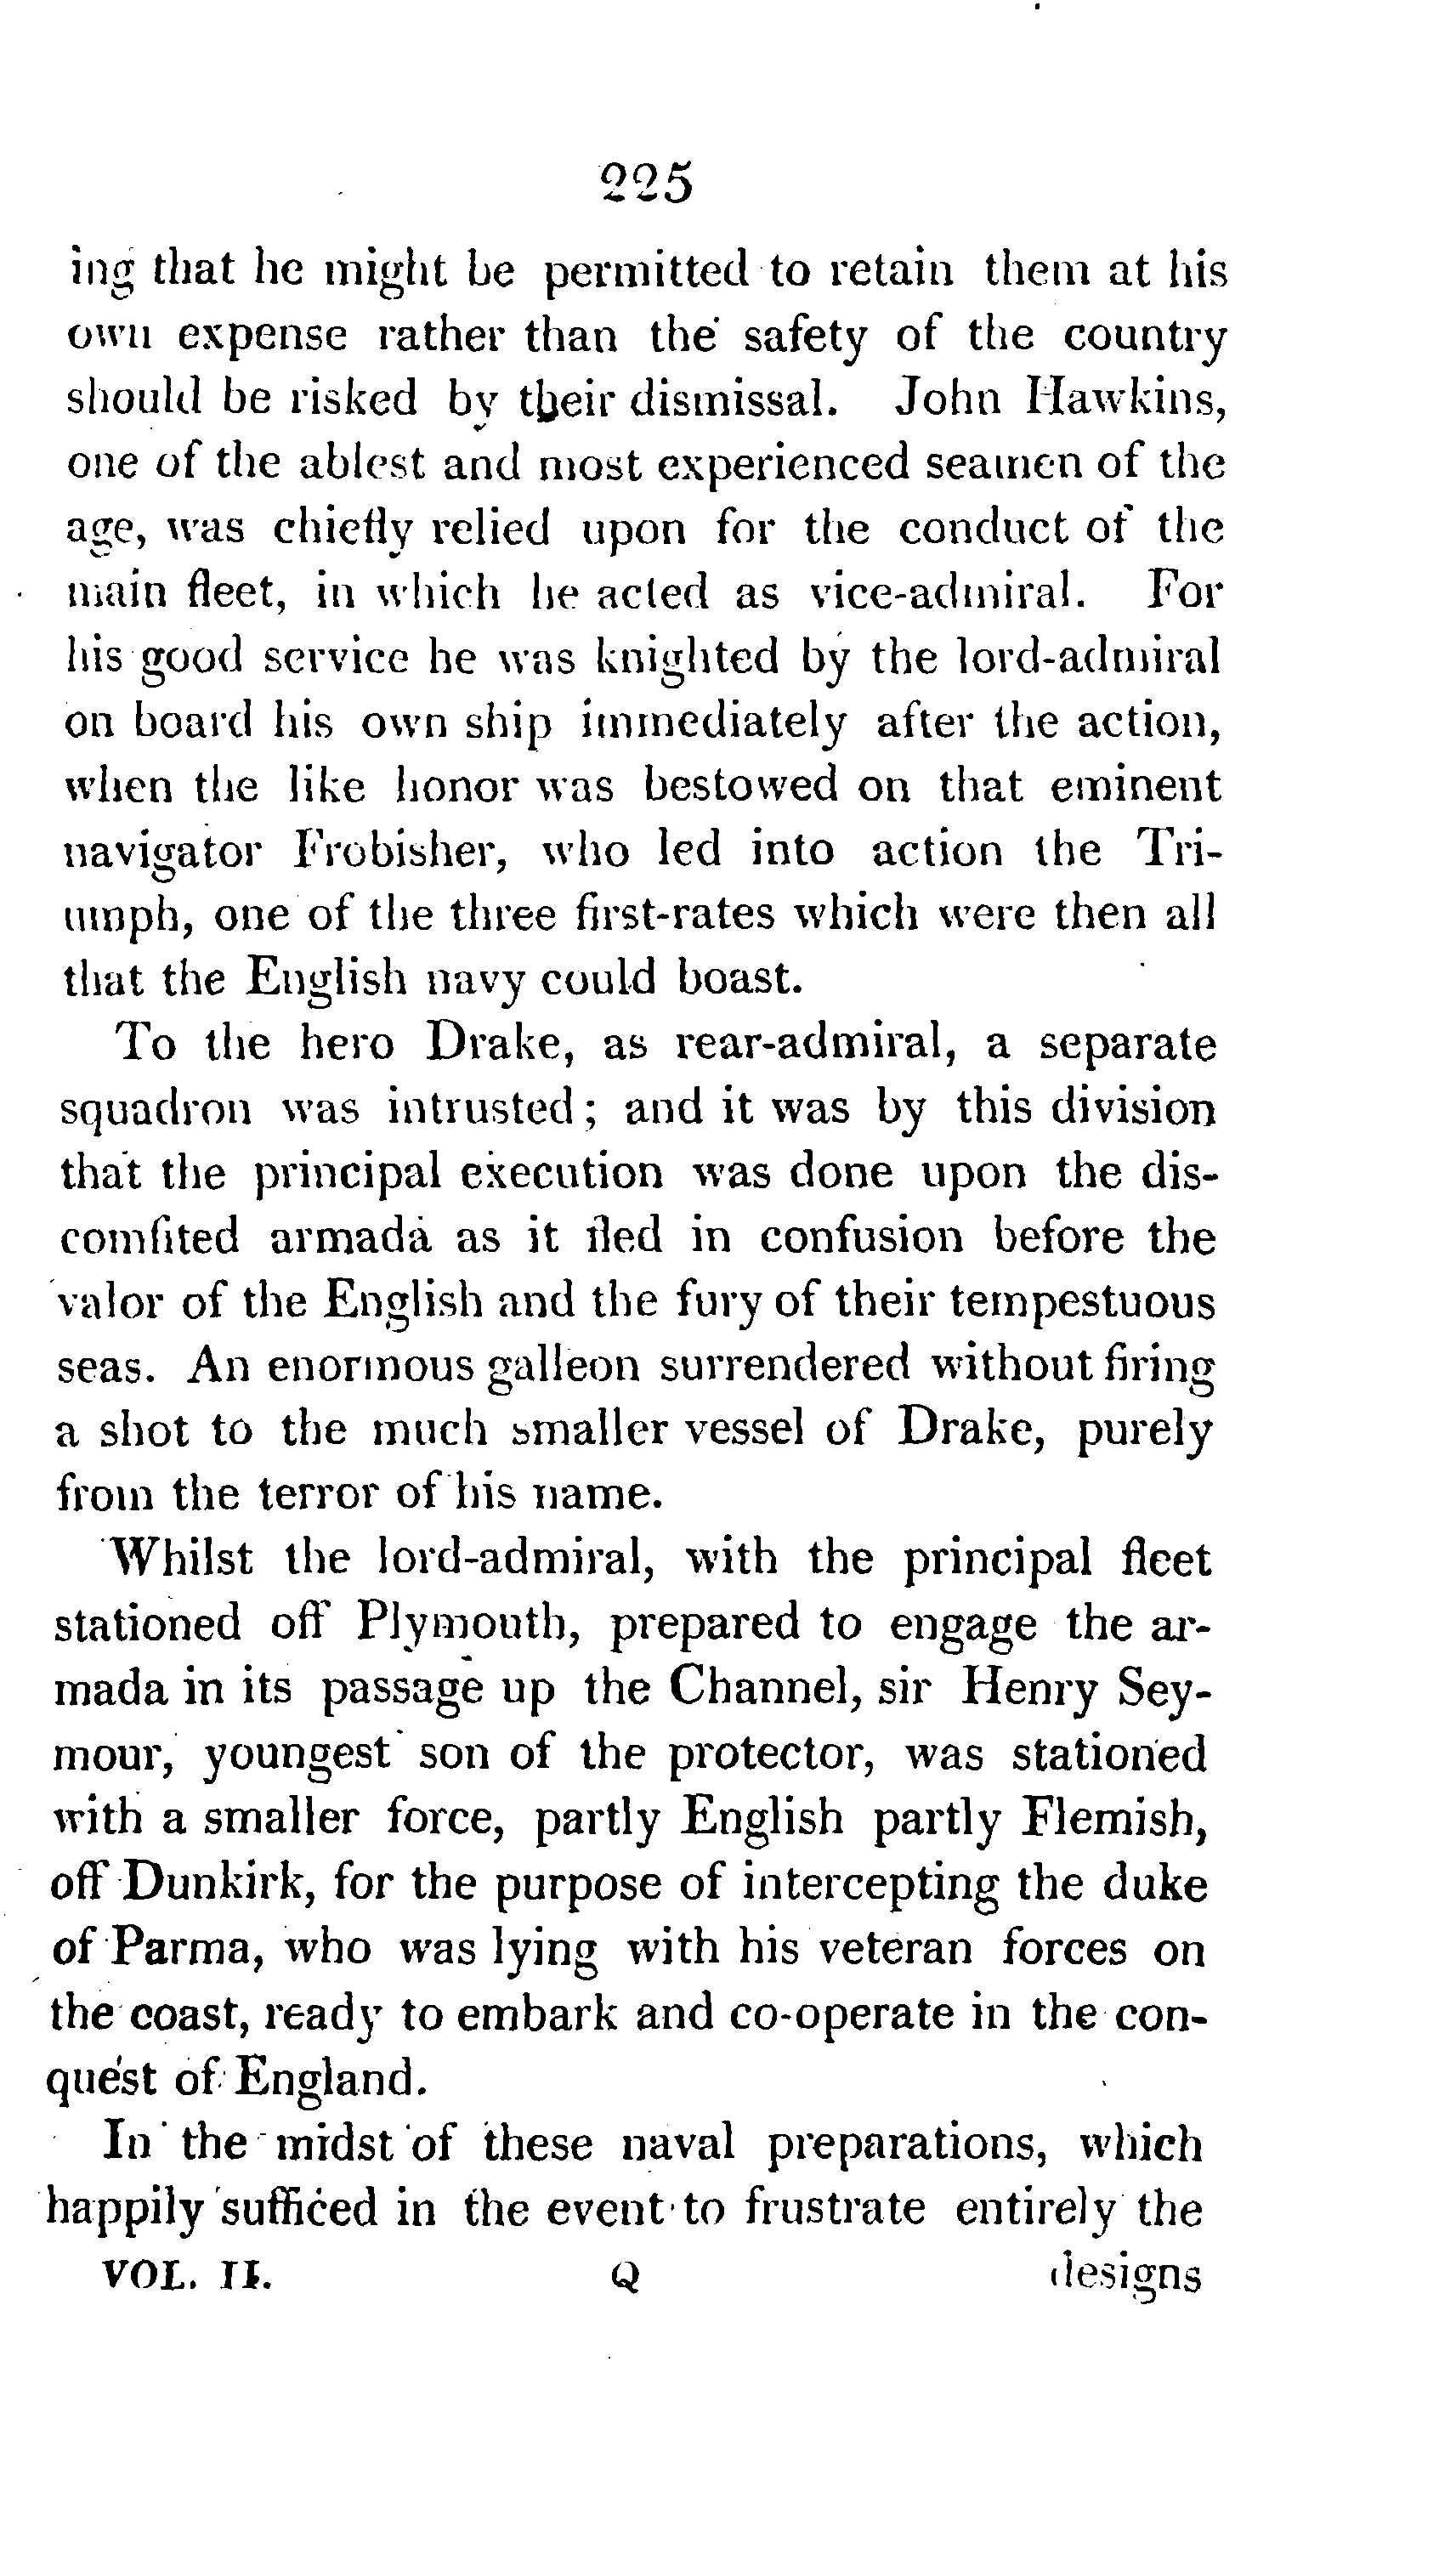 225
ing that he might be permitted to retain them at his
own expense rather than the safety of the country
should be risked by their dismissal. John Hawkins,
one of the ablest and most experienced seamen of the
age, was chiefly relied upon for the conduct of the
main fleet, in which he acted as vice-admiral. For
his good service he was knighted by the lord-admiral
on board his own ship immediately after the action,
when the like honor was bestowed on that eminent
navigator Frobisher, who led into action the Tri-
umph, one of the three first-rates which were then all
that the English navy could boast.
To the hero Drake, as rear-admiral, a separate
squadron was intrusted; and it was by this division
that the principal execution was done upon the dis-
comfited armada as it fled in confusion before the
valor of the English and the fury of their tempestuous
seas. An enormous galleon surrendered without firing
a shot to the much smaller vessel of Drake, purely
from the terror of his name.
Whilst the lord-admiral, with the principal fleet
stationed off Plymouth, prepared to engage the ar-
mada in its passage up the Channel, sir Henry Sey-
mour, youngest son of the protector, was stationed
with a smaller force, partly English partly Flemish,
off Dunkirk, for the purpose of intercepting the duke
of Parma, who was lying with his veteran forces on
the coast, ready to embark and co-operate in the con-
quest of England.
In the midst of these naval preparations, which
happily sufficed in the event to frustrate entirely the
VOL. II. Q designs